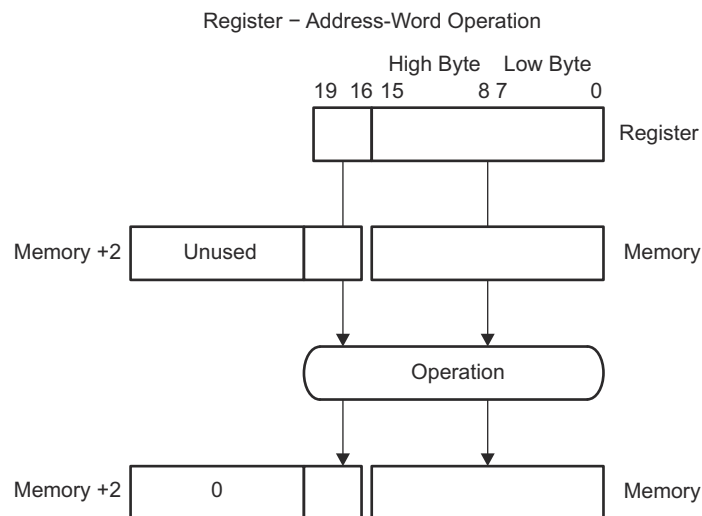 Register − Address-Word Operation
High Byte Low Byte
19 16 15 8 7 0
Register
Memory +2 Unused Memory
Operation
Memory +2 0 Memory